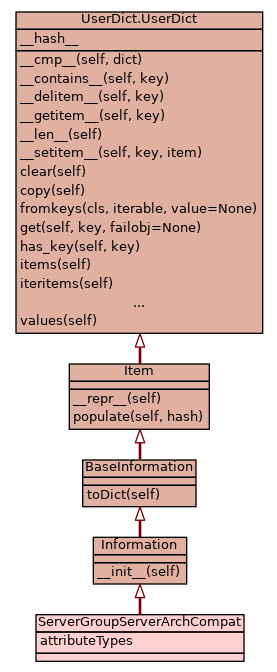 UserDict.UserDict
__hash__
__cmp__(self, dict)
__contains__(self, key)
__delitem__(self, key)
__getitem__(self, key)
__len__(self)
__setitem__(self, key, item)
clear(self)
copy(self)
fromkeys(cls, iterable, value=None)
get(self, key, failobj=None)
has_key(self, key)
items(self)
iteritems(self)
...
values(self)
Item
__repr__(self)
populate(self, hash)
BaseInformation
toDict(self)
Information
__init__(self)
ServerGroupServerArchCompat
attributeTypes